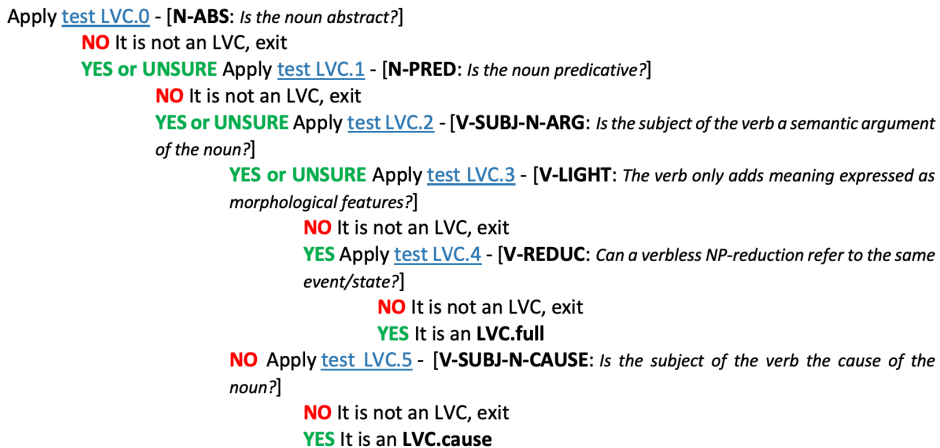 Apply test LVC.0 - [N-ABS: Is the noun abstract?]
NO It is not an LVC, exit
YES or UNSURE Apply test LVC.1 - [N-PRED: Is the noun predicative?]
NO It is not an LVC, exit
YES or UNSURE Apply test LVC.2 - [V-SUBJ-N-ARG: Is the subject of the verb a semantic argument
of the noun?]
YES or UNSURE Apply test LVC.3 - [V-LIGHT: The verb only adds meaning expressed as
morphological features?]
NO It is not an LVC, exit
YES Apply test LVC.4 - [V-REDUC: Can a verbless NP-reduction refer to the same
event/state?]
NO It is not an LVC, exit
YES It is an LVC.full
NO Apply test LVC.5 - [V-SUBJ-N-CAUSE: Is the subject of the verb the cause of the
noun?]
NO It is not an LVC, exit
YES It is an LVC.cause